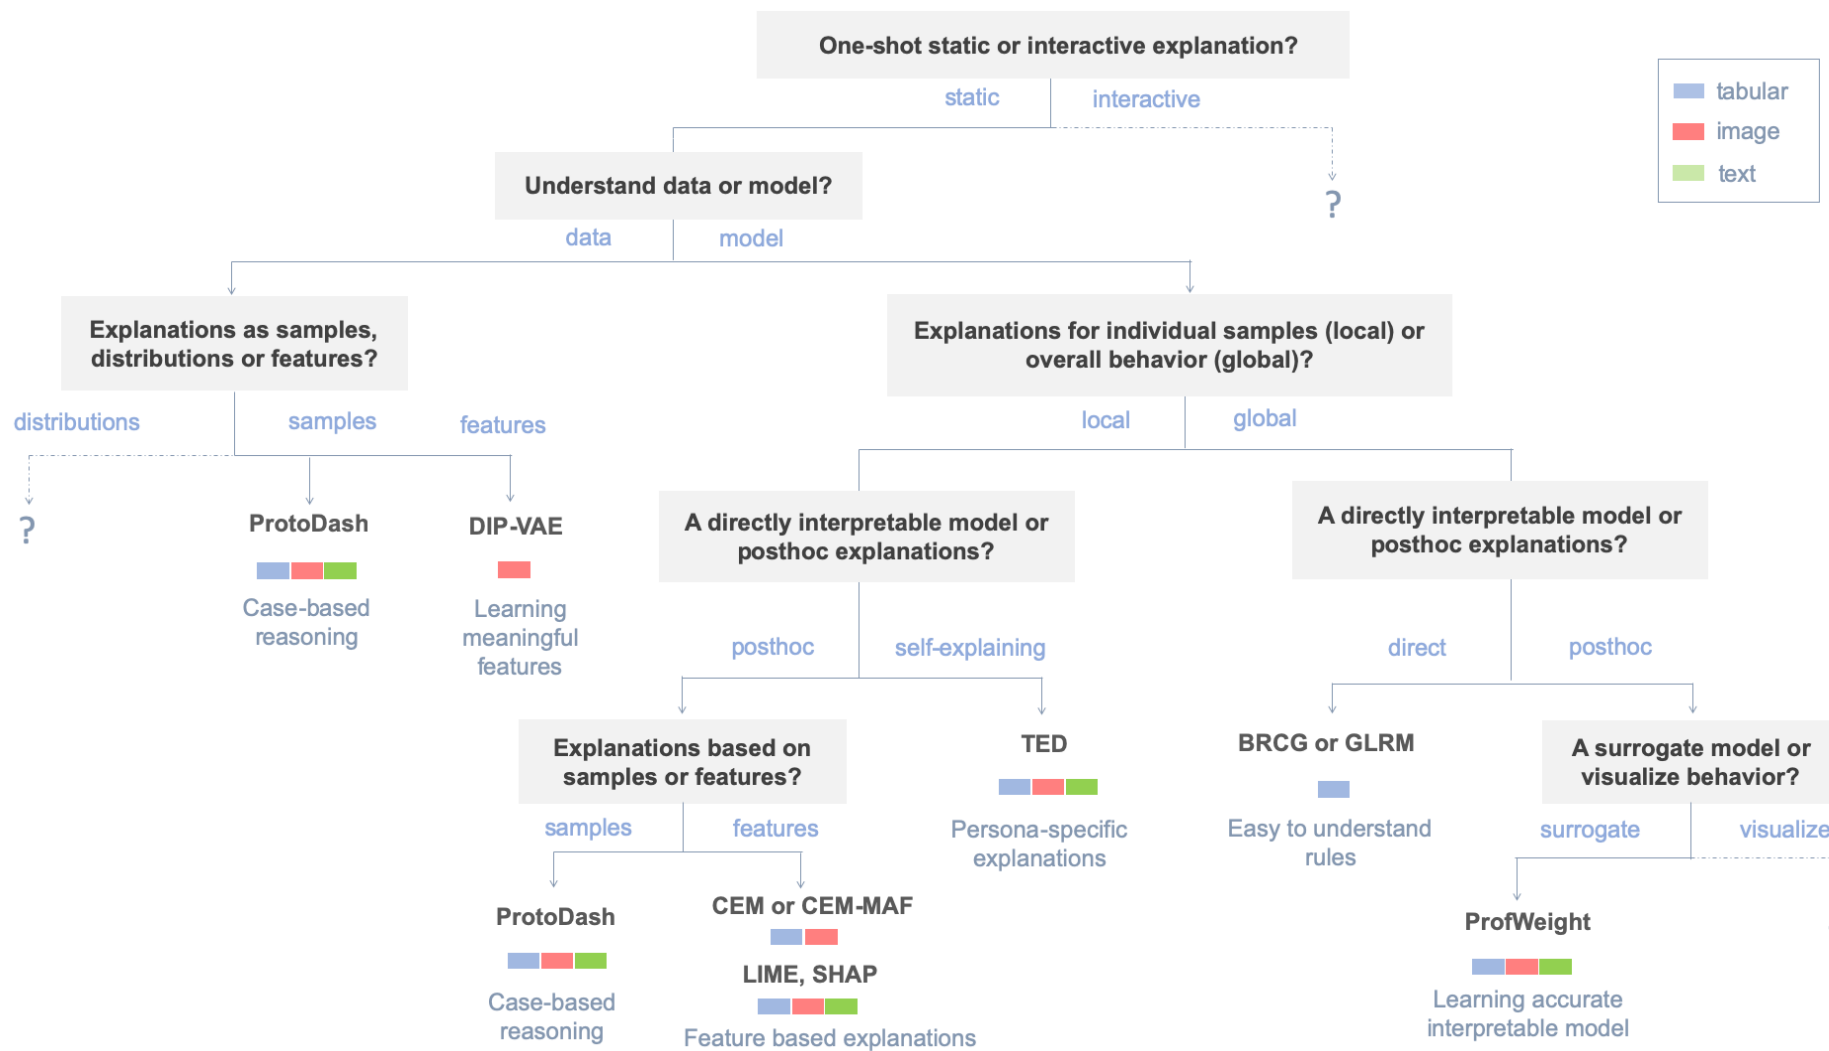 One-shot static or interactive explanation?
static
interactive
tabular
image
text
Understand data or model?
?
data
model
Explanations as samples,
distributions or features?
Explanations for individual samples (local) or
overall behavior (global)?
distributions
samples
features
local
global
?
ProtoDash
Case-based
reasoning
DIP-VAE
Learning
meaningful
features
A directly interpretable model or
posthoc explanations?
A directly interpretable model or
posthoc explanations?
posthoc
self-explaining
direct
posthoc
Explanations based on
samples or features?
TED
Persona-specific
explanations
BRCG or GLRM
Easy to understand
rules
A surrogate model or
visualize behavior?
samples
features
surrogate
visualize
ProtoDash
Case-based
reasoning
CEM or CEM-MAF
LIME, SHAP
Feature based explanations
ProfWeight
Learning accurate
interpretable model